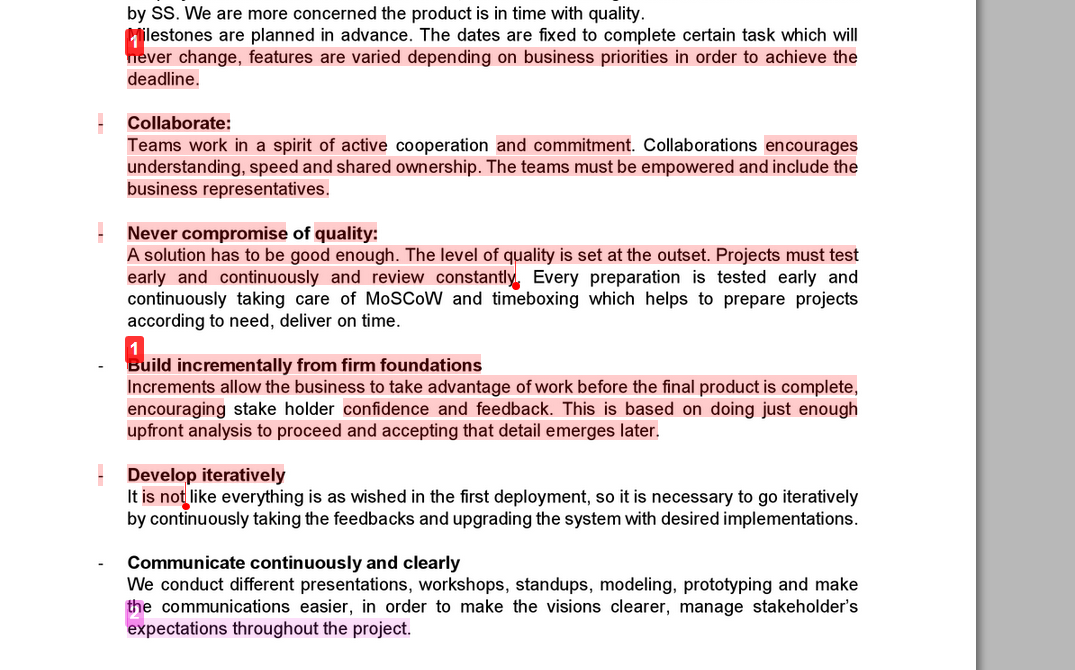 by SS. We are more concerned the product is in time with quality.
1
Milestones are planned in advance. The dates are fixed to complete certain task which will
never change, features are varied depending on business priorities in order to achieve the
deadline.
- Collaborate:
Teams work in a spirit of active cooperation and commitment. Collaborations encourages
understanding, speed and shared ownership. The teams must be empowered and include the
business representatives.
- Never compromise of quality:
A solution has to be good enough. The level of quality is set at the outset. Projects must test
early and continuously and review constantly. Every preparation is tested early and
continuously taking care of MoSCoW and timeboxing which helps to prepare projects
according to need, deliver on time.
1
- Build incrementally from firm foundations
Increments allow the business to take advantage of work before the final product is complete,
encouraging stake holder confidence and feedback. This is based on doing just enough
upfront analysis to proceed and accepting that detail emerges later.
- Develop iteratively
It is not like everything is as wished in the first deployment, so it is necessary to go iteratively
by continuously taking the feedbacks and upgrading the system with desired implementations.
- Communicate continuously and clearly
We conduct different presentations, workshops, standups, modeling, prototyping and make
the communications easier, in order to make the visions clearer, manage stakeholder's
2
expectations throughout the project.